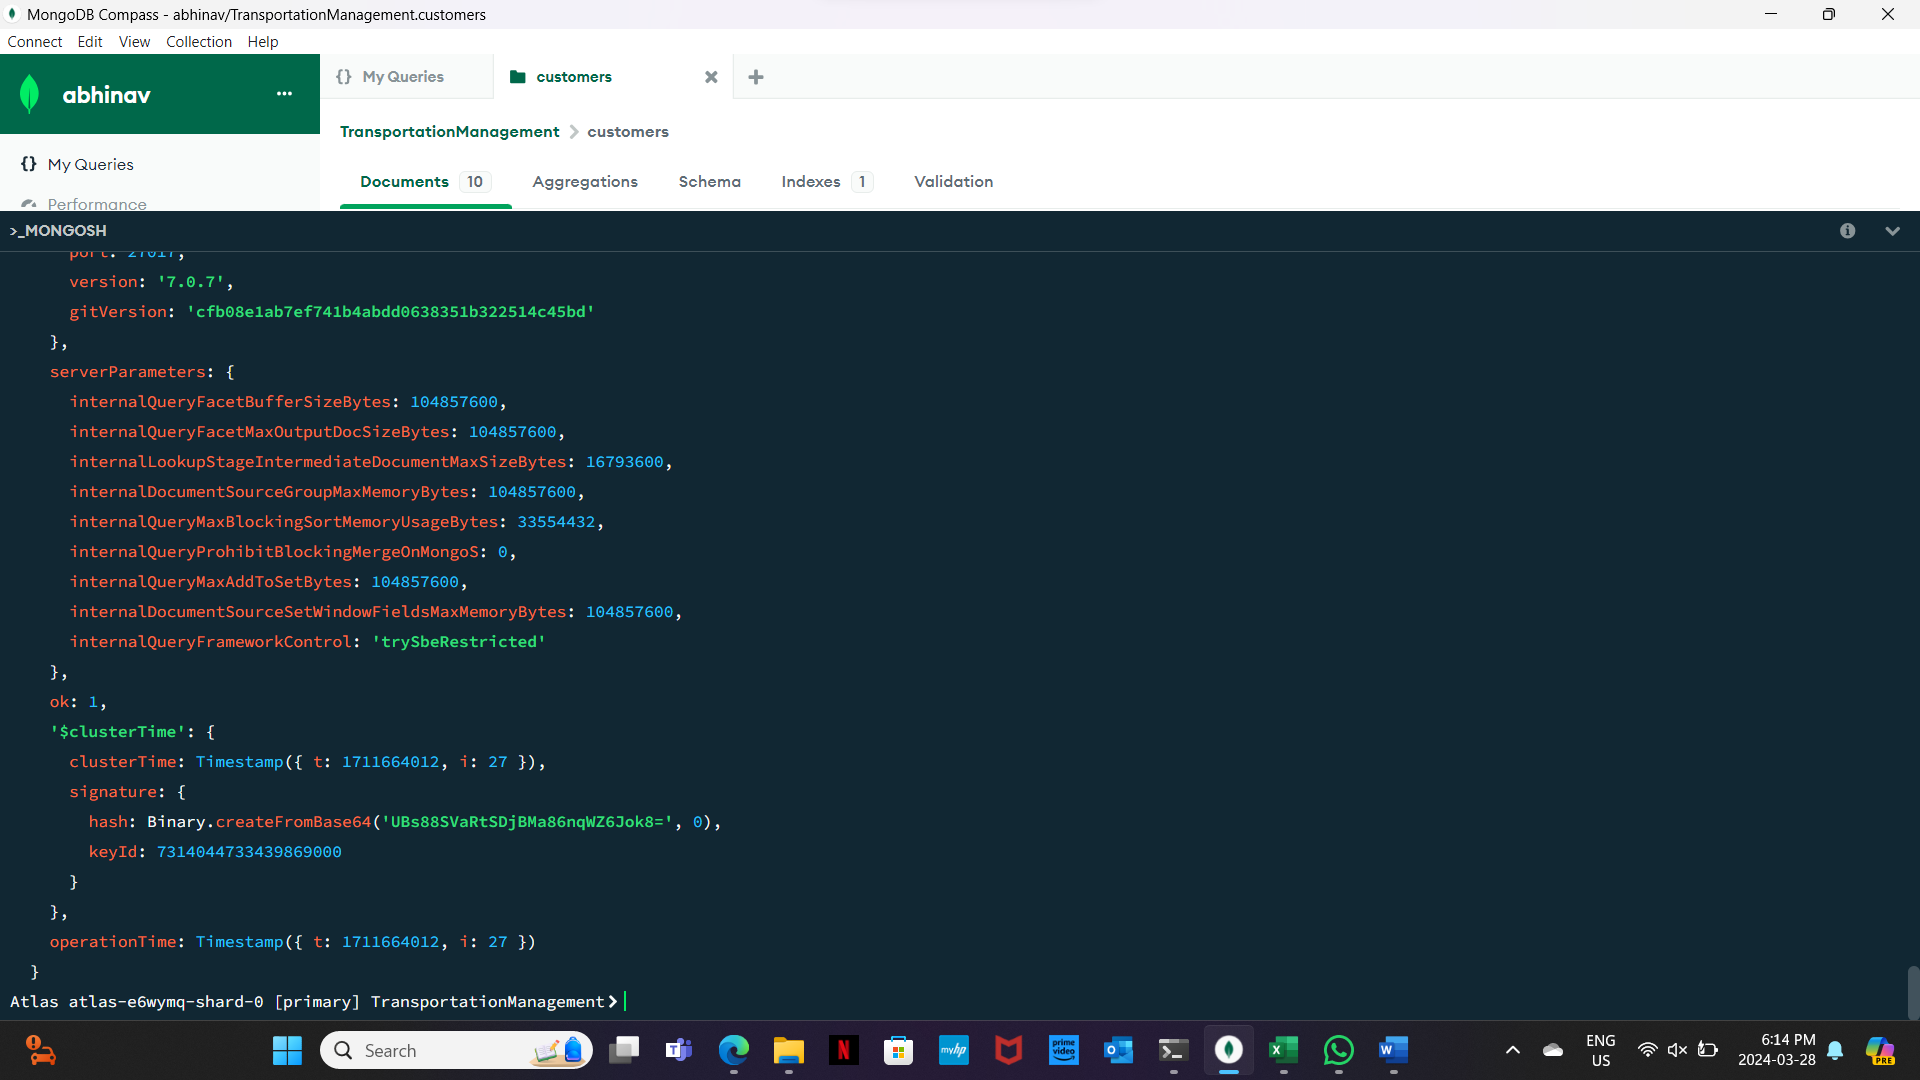 MongoDB Compass - abhinav/TransportationManagement.customers
Connect Edit View Collection Help
abhinav
{} My Queries
customers
TransportationManagement > customers
{} My Queries
Documents 10 Aggregations Schema Indexes 1 Validation
Performance
>_MONGOSH
port: 27017,
version: '7.0.7',
gitVersion: 'cfb08e1ab7ef741b4abdd0638351b322514c45bd'
},
serverParameters: {
internalQueryFacetBufferSizeBytes: 104857600,
internalQueryFacetMaxOutputDocSizeBytes: 104857600,
internalLookupStageIntermediateDocumentMaxSizeBytes: 16793600,
internalDocumentSourceGroupMaxMemoryBytes: 104857600,
internalQueryMaxBlockingSortMemoryUsageBytes: 33554432,
internalQueryProhibitBlockingMergeOnMongoS: 0,
internalQueryMaxAddToSetBytes: 104857600,
internalDocumentSourceSetWindowFieldsMaxMemoryBytes: 104857600,
internalQueryFrameworkControl: 'trySbeRestricted'
},
ok: 1,
'$clusterTime': {
clusterTime: Timestamp({ t: 1711664012, i: 27 }),
signature: {
hash: Binary.createFromBase64('UBs88SVaRtSDjBMa86nqWZ6Jok8=', 0),
keyId: 7314044733439869000
}
},
operationTime: Timestamp({ t: 1711664012, i: 27 })
}
Atlas atlas-e6wymq-shard-0 [primary] TransportationManagement>
Search
myhp
prime video
ENG
US
6:14 PM
2024-03-28
PRE